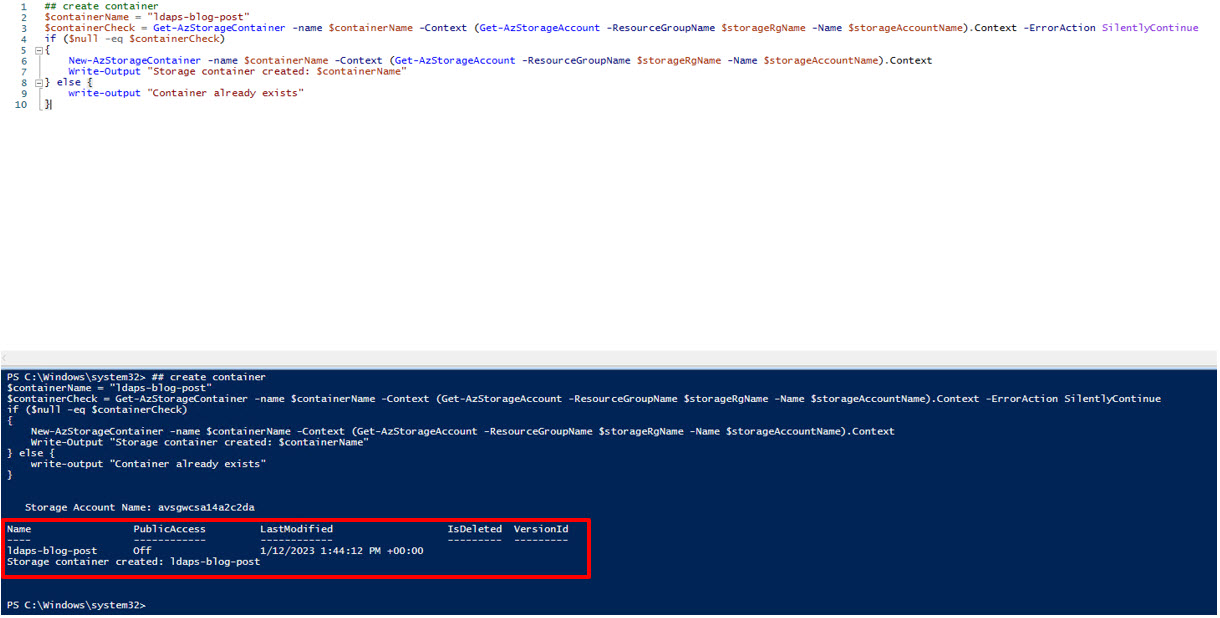 1 ## create container
2 $containerName = "ldaps-blog-post"
3 $containerCheck = Get-AzStorageContainer -name $containerName -Context (Get-AzStorageAccount -ResourceGroupName $storageRgName -Name $storageAccountName).Context -ErrorAction SilentlyContinue
4 if ($null -eq $containerCheck)
5 {
6 New-AzStorageContainer -name $containerName -Context (Get-AzStorageAccount -ResourceGroupName $storageRgName -Name $storageAccountName).Context
7 Write-Output "Storage container created: $containerName"
8 } else {
9 write-output "Container already exists"
10 }
PS C:\Windows\system32> ## create container
$containerName = "ldaps-blog-post"
$containerCheck = Get-AzStorageContainer -name $containerName -Context (Get-AzStorageAccount -ResourceGroupName $storageRgName -Name $storageAccountName).Context -ErrorAction SilentlyContinue
if ($null -eq $containerCheck)
{
New-AzStorageContainer -name $containerName -Context (Get-AzStorageAccount -ResourceGroupName $storageRgName -Name $storageAccountName).Context
Write-Output "Storage container created: $containerName"
} else {
write-output "Container already exists"
}
Storage Account Name: avsgwcsa14a2c2da
Name PublicAccess LastModified IsDeleted VersionId
---- ------------ ------------ --------- ---------
ldaps-blog-post Off 1/12/2023 1:44:12 PM +00:00
Storage container created: ldaps-blog-post
PS C:\Windows\system32>